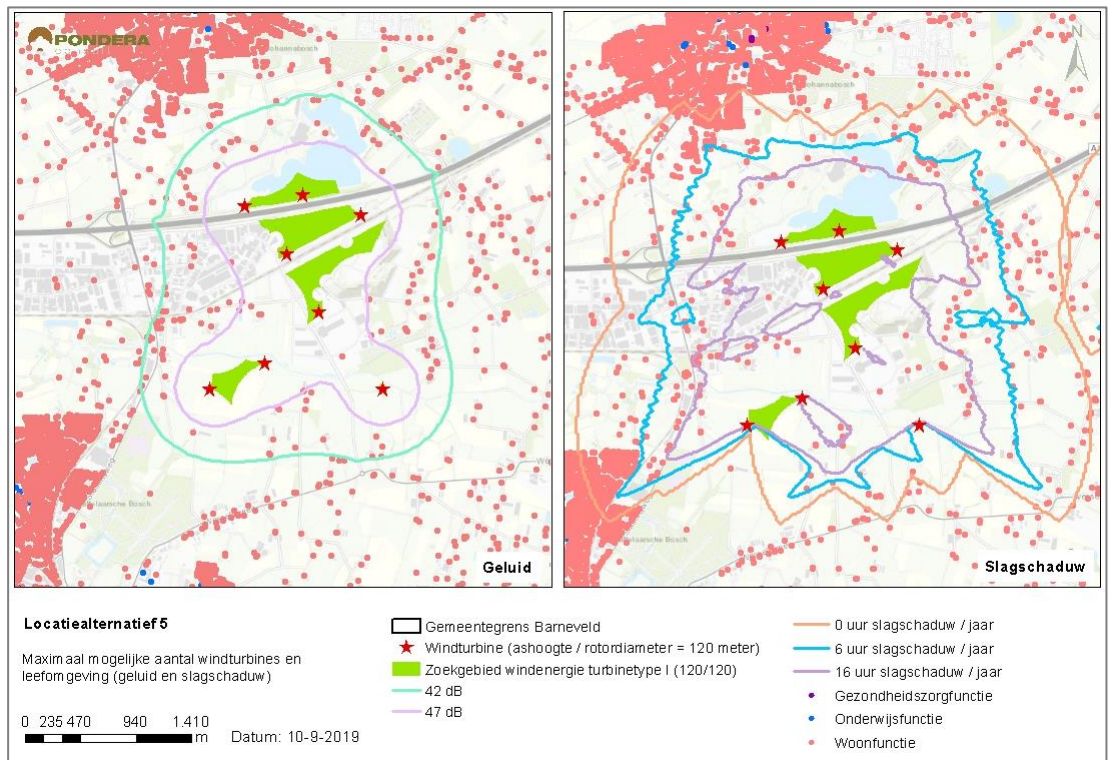 PONDERA
Johannabosch
Johannabosch
N
A
Geluid
Slagschaduw
Locatiealternatief 5
Maximaal mogelijke aantal windturbines en
leefomgeving (geluid en slagschaduw)
0 235 470 940 1.410
m
Datum: 10-9-2019
Gemeentegrens Barneveld
Windturbine (ashoogte / rotordiameter = 120 meter)
Zoekgebied windenergie turbinetype I (120/120)
42 dB
47 dB
0 uur slagschaduw / jaar
6 uur slagschaduw / jaar
16 uur slagschaduw / jaar
Gezondheidszorgfunctie
Onderwijsfunctie
Woonfunctie